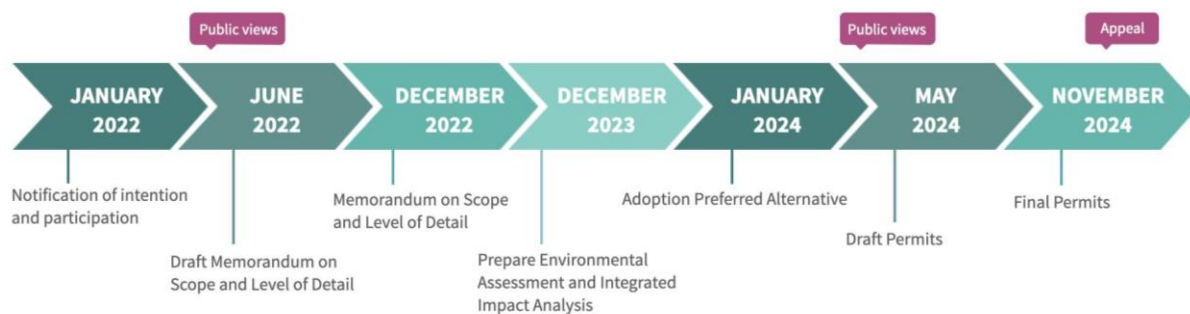 Public views
Public views
Appeal
JANUARY
2022
JUNE
2022
DECEMBER
2022
DECEMBER
2023
JANUARY
2024
MAY
2024
NOVEMBER
2024
Notification of intention
and participation
Draft Memorandum on
Scope and Level of Detail
Memorandum on Scope
and Level of Detail
Prepare Environmental
Assessment and Integrated
Impact Analysis
Adoption Preferred Alternative
Draft Permits
Final Permits